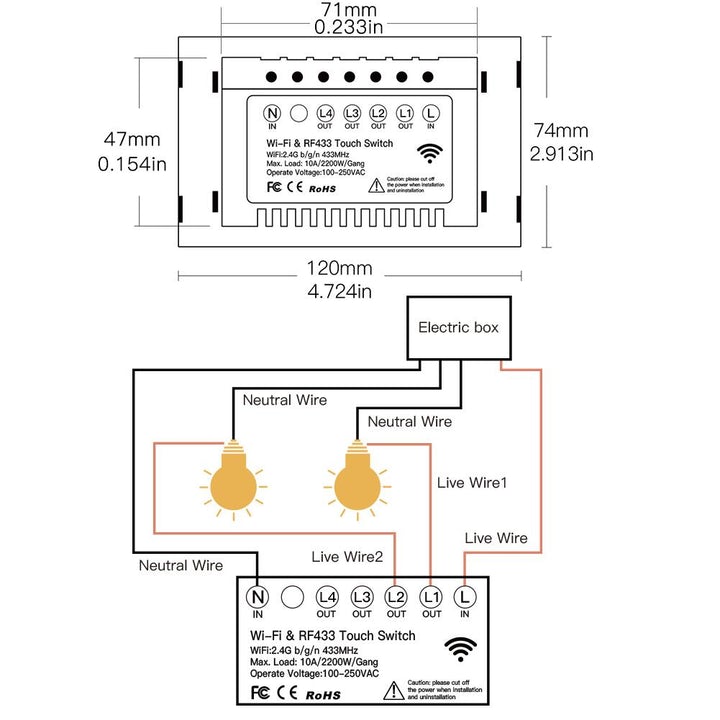 71mm
0.233in
47mm
0.154in
74mm
2.913in
N L4 L3 L2 L1 L
IN OUT OUT OUT OUT IN
Wi-Fi & RF433 Touch Switch
WiFi:2.4G b/g/n 433MHz
Max. Load: 10A/2200W/Gang
Operate Voltage:100-250VAC
FC CE RoHS
Caution: please cut off
the power when installation
and uninstallation
120mm
4.724in
Electric box
Neutral Wire
Neutral Wire
Live Wire1
Live Wire
Live Wire2
Neutral Wire
N L4 L3 L2 L1 L
IN OUT OUT OUT OUT IN
Wi-Fi & RF433 Touch Switch
WiFi:2.4G b/g/n 433MHz
Max. Load: 10A/2200W/Gang
Operate Voltage:100-250VAC
FC CE RoHS
Caution: please cut off
the power when installation
and uninstallation